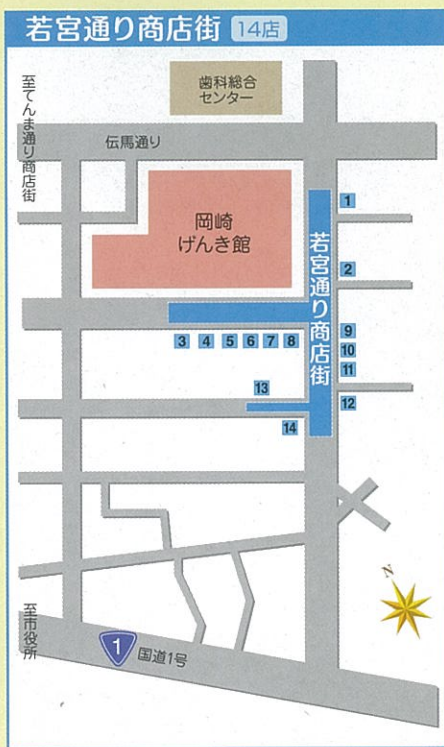 若宮通り商店街 14店
歯科総合
センター
至てんま通り商店街
伝馬通り
岡崎
げんき館
若宮通り商店街
1
2
3 4 5 6 7 8
9
10
11
13
12
14
N
至市役所
1
国道1号